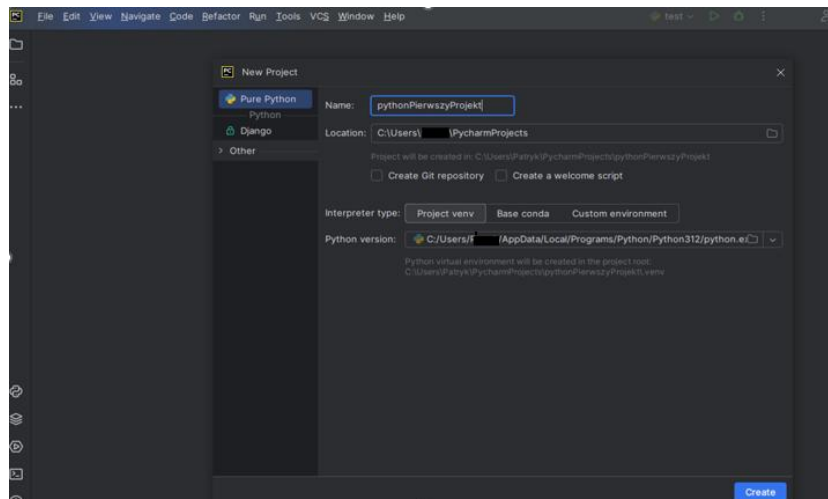 PC File Edit View Navigate Code Refactor Run Tools VCS Window Help test
PC New Project
Pure Python
Python
Django
Other
Name: pythonPierwszyProjekt
Location: C:\Users\ \PycharmProjects
Project will be created in: C:\Users\Patryk\PycharmProjects\pythonPierwszyProjekt
Create Git repository Create a welcome script
Interpreter type: Project venv Base conda Custom environment
Python version: C:/Users/ /AppData/Local/Programs/Python/Python312/python.e
Python virtual environment will be created in the project root:
C:\Users\Patryk\PycharmProjects\pythonPierwszyProjekt\.venv
Create